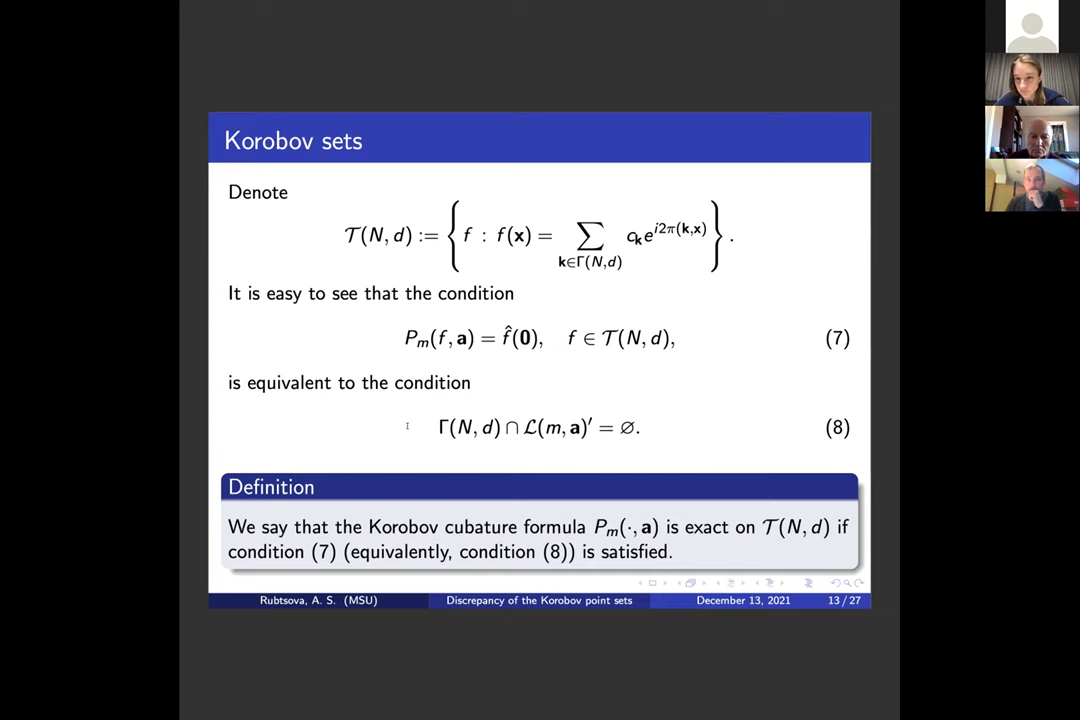 Korobov sets
Denote
𝒯(N, d) := { f : f(𝐱) = ∑_{𝐤∈Γ(N,d)} c_𝐤 e^{i2π(𝐤,𝐱)} } .
It is easy to see that the condition
P_m(f, 𝐚) = f̂(𝟎), f ∈ 𝒯(N, d), (7)
is equivalent to the condition
Γ(N, d) ∩ ℒ(m, 𝐚)′ = ∅. (8)
Definition
We say that the Korobov cubature formula P_m(·, 𝐚) is exact on 𝒯(N, d) if
condition (7) (equivalently, condition (8)) is satisfied.
Rubtsova, A. S. (MSU) Discrepancy of the Korobov point sets December 13, 2021 13 / 27